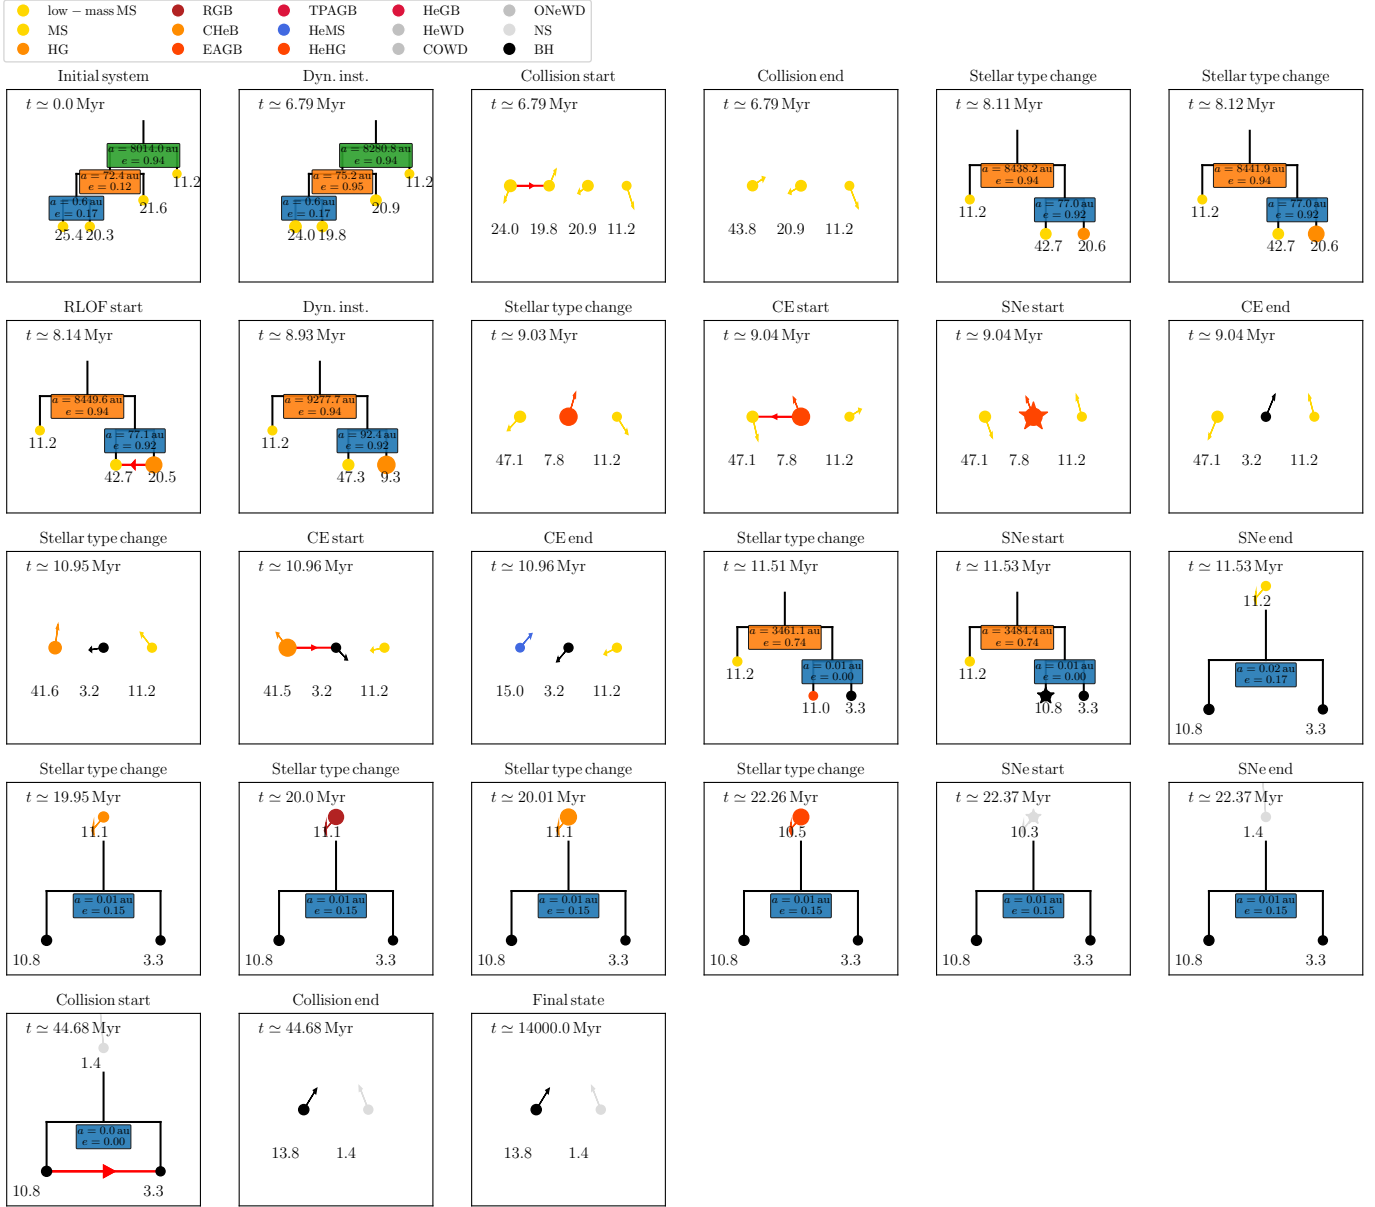 low − mass MS
MS
HG
RGB
CHeB
EAGB
TPAGB
HeMS
HeHG
HeGB
HeWD
COWD
ONeWD
NS
BH
Initial system
t ≃ 0.0 Myr
a = 8014.0 au
e = 0.94
a = 72.4 au
e = 0.12
11.2
a = 0.6 au
e = 0.17
21.6
25.4 20.3
Dyn. inst.
t ≃ 6.79 Myr
a = 8280.8 au
e = 0.94
a = 75.2 au
e = 0.95
11.2
a = 0.6 au
e = 0.17
20.9
24.0 19.8
Collision start
t ≃ 6.79 Myr
24.0 19.8 20.9 11.2
Collision end
t ≃ 6.79 Myr
43.8 20.9 11.2
Stellar type change
t ≃ 8.11 Myr
a = 8438.2 au
e = 0.94
11.2
a = 77.0 au
e = 0.92
42.7 20.6
Stellar type change
t ≃ 8.12 Myr
a = 8441.9 au
e = 0.94
11.2
a = 77.0 au
e = 0.92
42.7 20.6
RLOF start
t ≃ 8.14 Myr
a = 8449.6 au
e = 0.94
11.2
a = 77.1 au
e = 0.92
42.7 20.5
Dyn. inst.
t ≃ 8.93 Myr
a = 9277.7 au
e = 0.94
11.2
a = 92.4 au
e = 0.92
47.3 9.3
Stellar type change
t ≃ 9.03 Myr
47.1 7.8 11.2
CE start
t ≃ 9.04 Myr
47.1 7.8 11.2
SNe start
t ≃ 9.04 Myr
47.1 7.8 11.2
CE end
t ≃ 9.04 Myr
47.1 3.2 11.2
Stellar type change
t ≃ 10.95 Myr
41.6 3.2 11.2
CE start
t ≃ 10.96 Myr
41.5 3.2 11.2
CE end
t ≃ 10.96 Myr
15.0 3.2 11.2
Stellar type change
t ≃ 11.51 Myr
a = 3461.1 au
e = 0.74
11.2
a = 0.01 au
e = 0.00
11.0 3.3
SNe start
t ≃ 11.53 Myr
a = 3484.4 au
e = 0.74
11.2
a = 0.01 au
e = 0.00
10.8 3.3
SNe end
t ≃ 11.53 Myr
11.2
a = 0.02 au
e = 0.17
10.8 3.3
Stellar type change
t ≃ 19.95 Myr
11.1
a = 0.01 au
e = 0.15
10.8 3.3
Stellar type change
t ≃ 20.0 Myr
11.1
a = 0.01 au
e = 0.15
10.8 3.3
Stellar type change
t ≃ 20.01 Myr
11.1
a = 0.01 au
e = 0.15
10.8 3.3
Stellar type change
t ≃ 22.26 Myr
10.5
a = 0.01 au
e = 0.15
10.8 3.3
SNe start
t ≃ 22.37 Myr
10.3
a = 0.01 au
e = 0.15
10.8 3.3
SNe end
t ≃ 22.37 Myr
1.4
a = 0.01 au
e = 0.15
10.8 3.3
Collision start
t ≃ 44.68 Myr
1.4
a = 0.0 au
e = 0.00
10.8 3.3
Collision end
t ≃ 44.68 Myr
13.8 1.4
Final state
t ≃ 14000.0 Myr
13.8 1.4